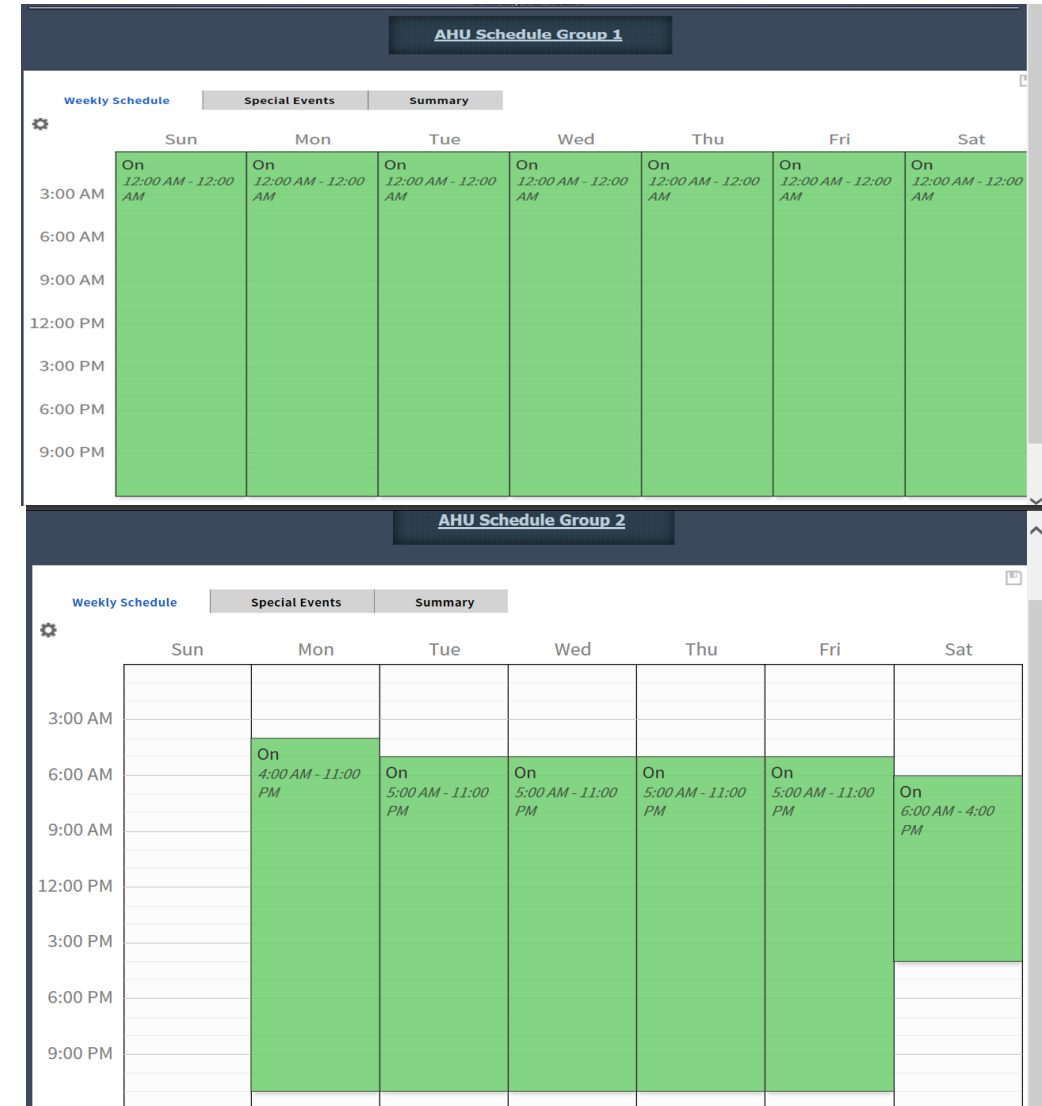 AHU Schedule Group 1
Weekly Schedule Special Events Summary
Sun Mon Tue Wed Thu Fri Sat
On On On On On On On
12:00 AM - 12:00 12:00 AM - 12:00 12:00 AM - 12:00 12:00 AM - 12:00 12:00 AM - 12:00 12:00 AM - 12:00 12:00 AM - 12:00
3:00 AM AM AM AM AM AM AM AM
6:00 AM
9:00 AM
12:00 PM
3:00 PM
6:00 PM
9:00 PM
AHU Schedule Group 2
Weekly Schedule Special Events Summary
Sun Mon Tue Wed Thu Fri Sat
3:00 AM
On
6:00 AM 4:00 AM - 11:00 On On On On
PM 5:00 AM - 11:00 5:00 AM - 11:00 5:00 AM - 11:00 5:00 AM - 11:00 On
PM PM PM PM 6:00 AM - 4:00
9:00 AM PM
12:00 PM
3:00 PM
6:00 PM
9:00 PM